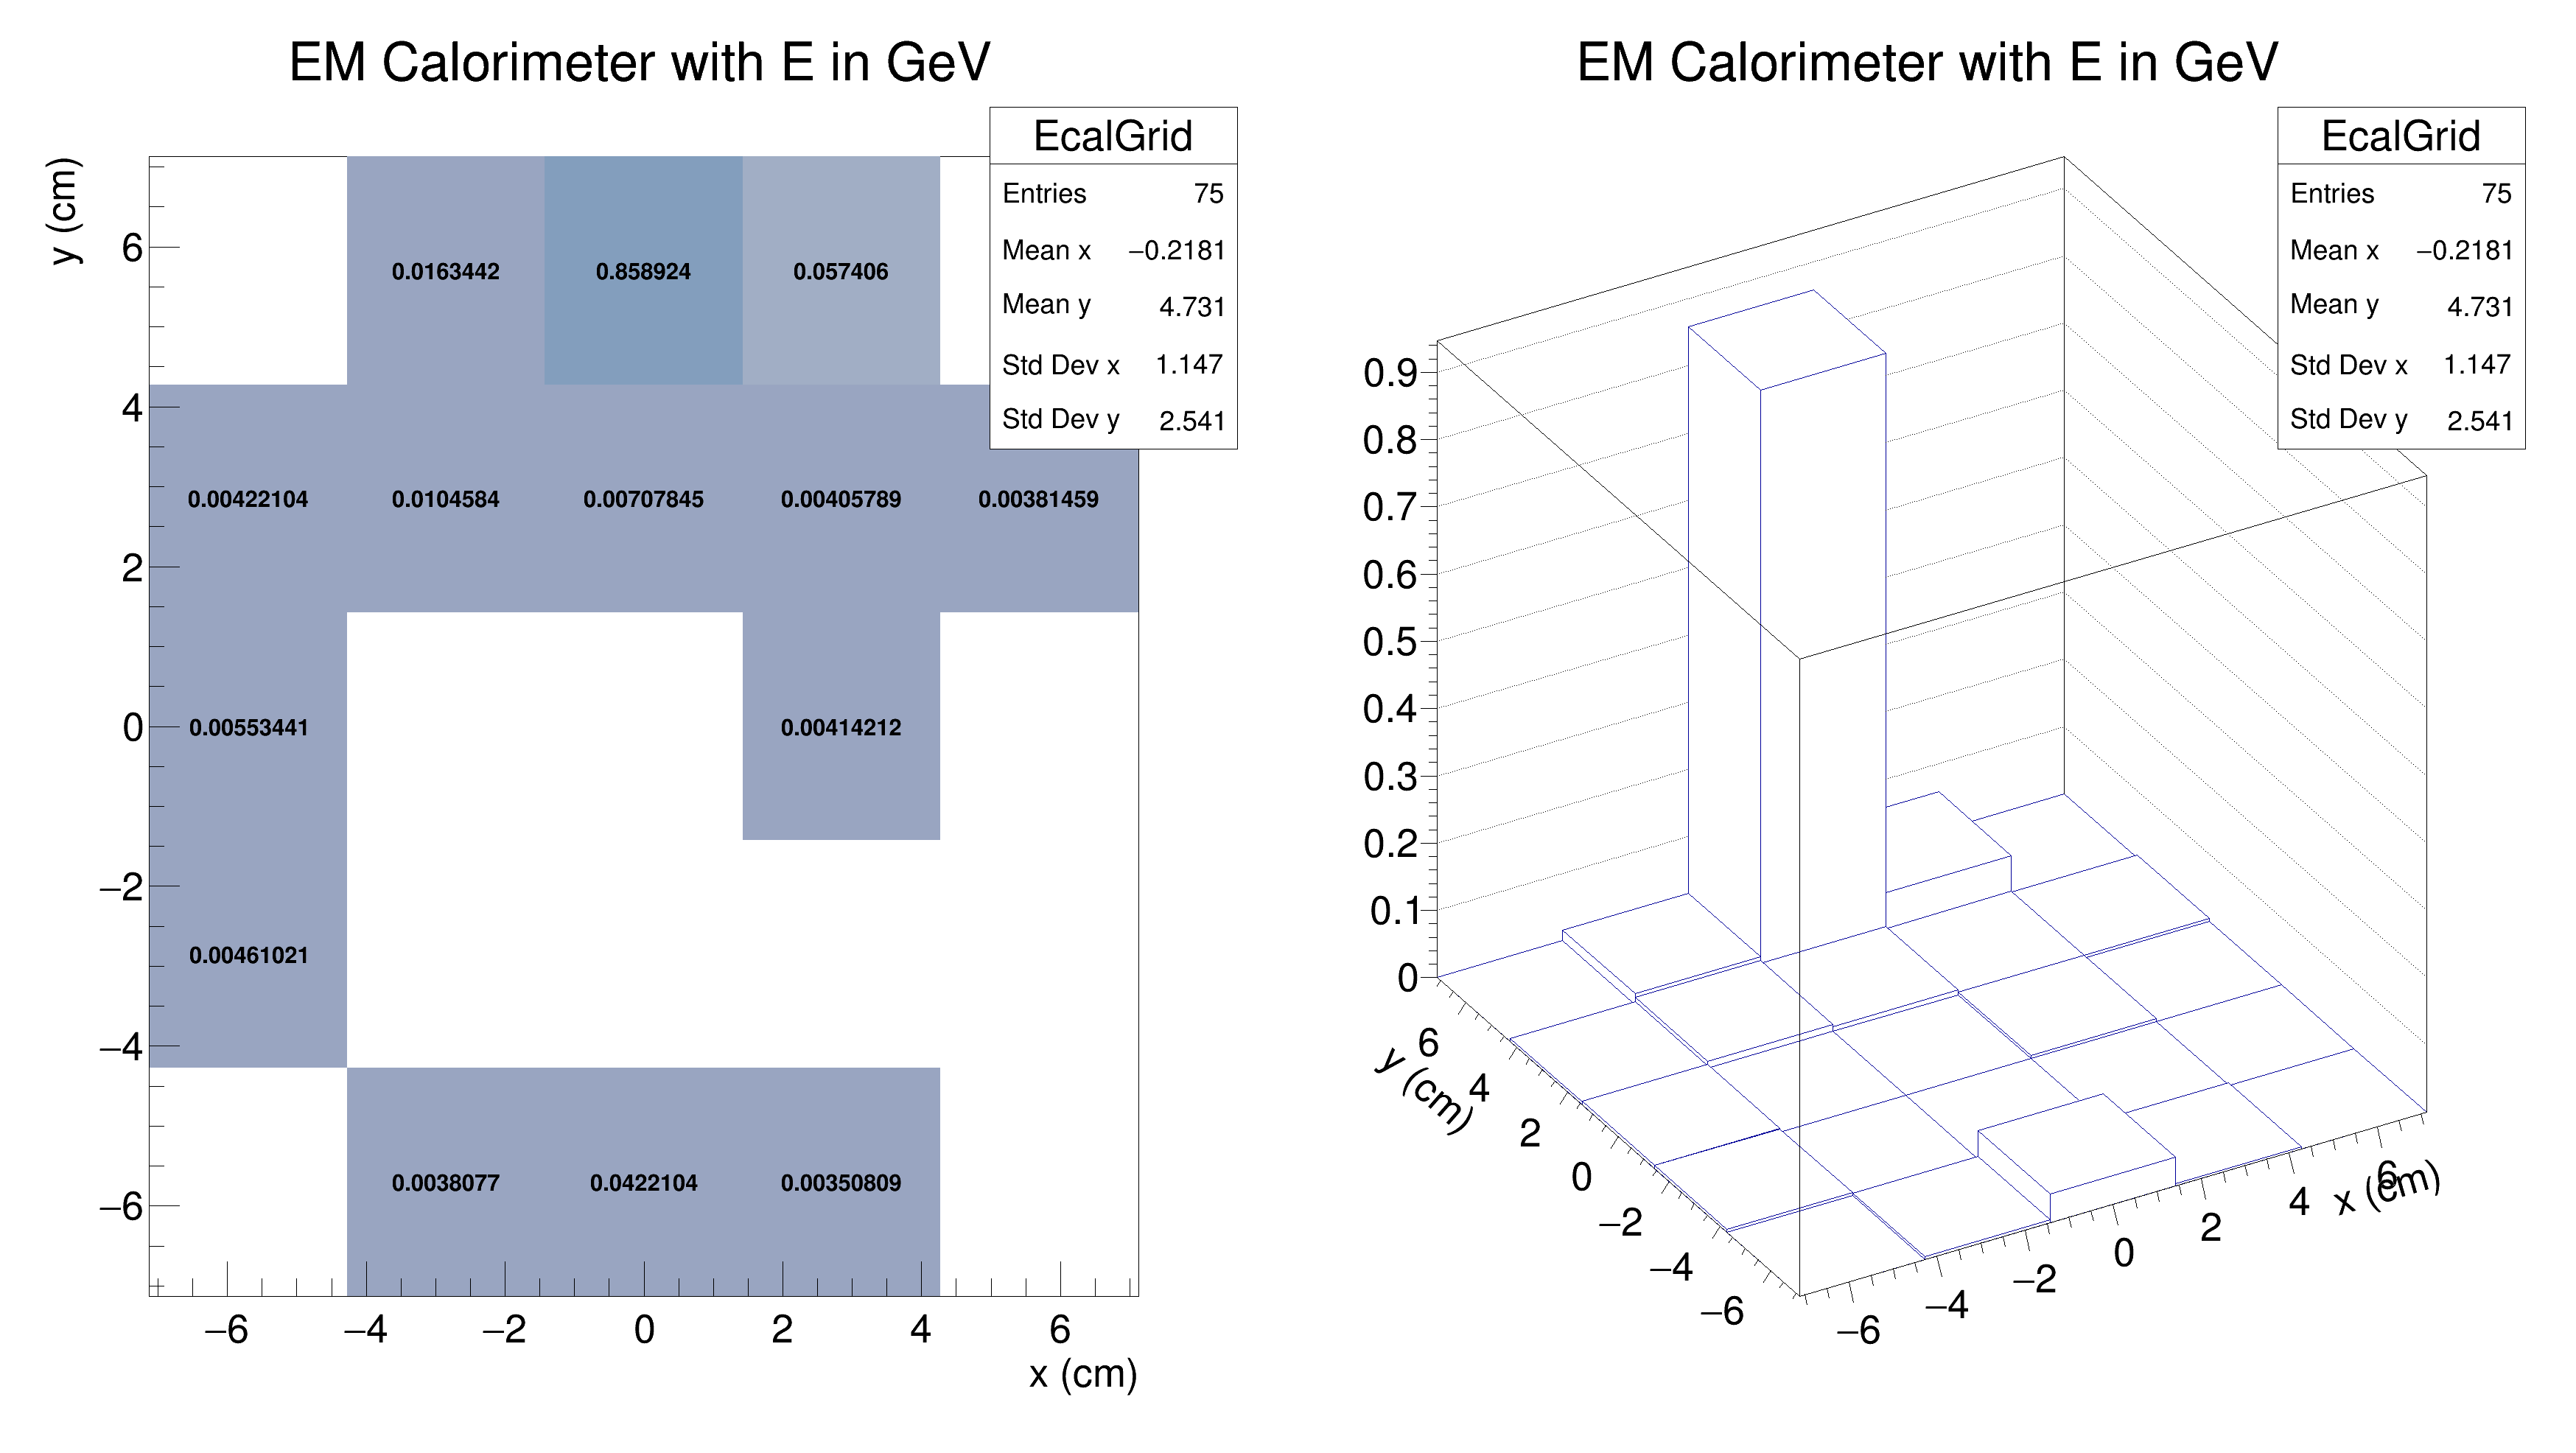 EM Calorimeter with E in GeV
EcalGrid
Entries 75
Mean x −0.2181
Mean y 4.731
Std Dev x 1.147
Std Dev y 2.541
y (cm)
6
4
2
0
−2
−4
−6
0.0163442 0.858924 0.057406
0.00422104 0.0104584 0.00707845 0.00405789 0.00381459
0.00553441 0.00414212
0.00461021
0.0038077 0.0422104 0.00350809
−6 −4 −2 0 2 4 6
x (cm)
EM Calorimeter with E in GeV
EcalGrid
Entries 75
Mean x −0.2181
Mean y 4.731
Std Dev x 1.147
Std Dev y 2.541
0.9
0.8
0.7
0.6
0.5
0.4
0.3
0.2
0.1
0
y (cm)
6
4
2
0
−2
−4
−6
−6 −4 −2 0 2 4 6
x (cm)